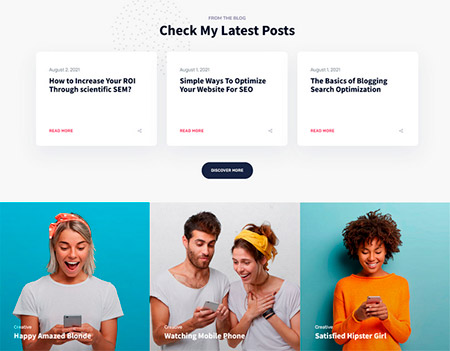 FROM THE BLOG
Check My Latest Posts
August 2, 2021
How to Increase Your ROI
Through scientific SEM?
READ MORE
August 1, 2021
Simple Ways To Optimize
Your Website For SEO
READ MORE
August 1, 2021
The Basics of Blogging
Search Optimization
READ MORE
DISCOVER MORE
Creative
Happy Amazed Blonde
Creative
Watching Mobile Phone
Creative
Satisfied Hipster Girl